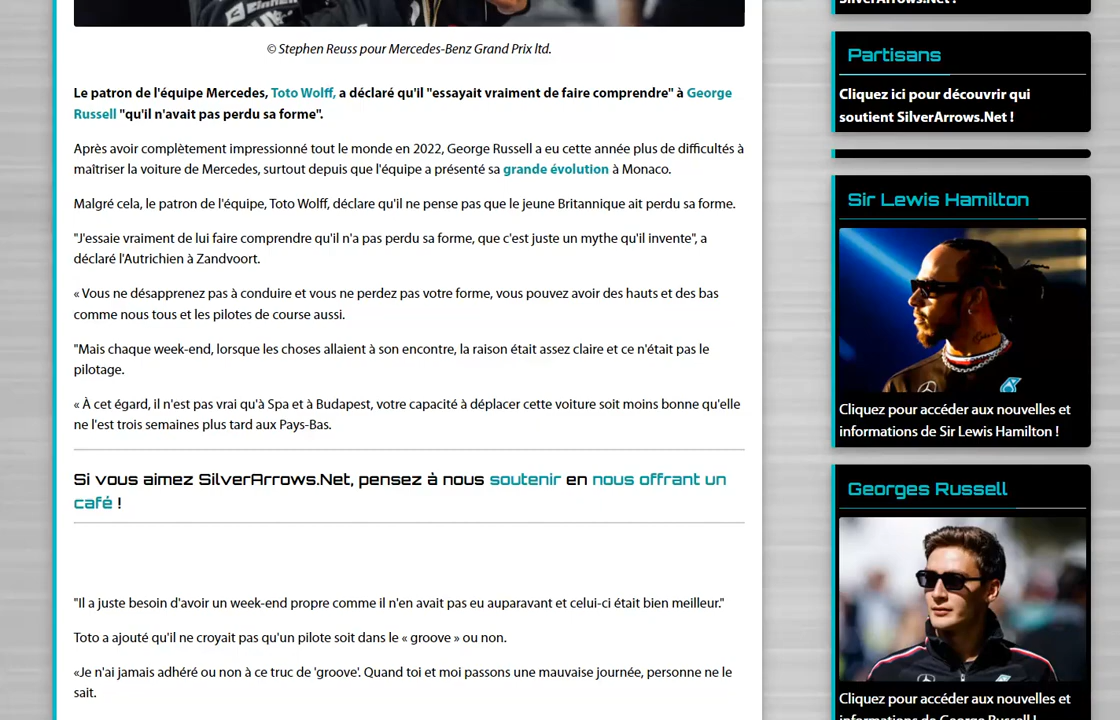 © Stephen Reuss pour Mercedes-Benz Grand Prix ltd.
Le patron de l'équipe Mercedes, Toto Wolff, a déclaré qu'il "essayait vraiment de faire comprendre" à George
Russell "qu'il n'avait pas perdu sa forme".
Après avoir complètement impressionné tout le monde en 2022, George Russell a eu cette année plus de difficultés à
maîtriser la voiture de Mercedes, surtout depuis que l'équipe a présenté sa grande évolution à Monaco.
Malgré cela, le patron de l'équipe, Toto Wolff, déclare qu'il ne pense pas que le jeune Britannique ait perdu sa forme.
"J'essaie vraiment de lui faire comprendre qu'il n'a pas perdu sa forme, que c'est juste un mythe qu'il invente", a
déclaré l'Autrichien à Zandvoort.
« Vous ne désapprenez pas à conduire et vous ne perdez pas votre forme, vous pouvez avoir des hauts et des bas
comme nous tous et les pilotes de course aussi.
"Mais chaque week-end, lorsque les choses allaient à son encontre, la raison était assez claire et ce n'était pas le
pilotage.
« À cet égard, il n'est pas vrai qu'à Spa et à Budapest, votre capacité à déplacer cette voiture soit moins bonne qu'elle
ne l'est trois semaines plus tard aux Pays-Bas.
Si vous aimez SilverArrows.Net, pensez à nous soutenir en nous offrant un
café !
"Il a juste besoin d'avoir un week-end propre comme il n'en avait pas eu auparavant et celui-ci était bien meilleur."
Toto a ajouté qu'il ne croyait pas qu'un pilote soit dans le « groove » ou non.
«Je n'ai jamais adhéré ou non à ce truc de 'groove'. Quand toi et moi passons une mauvaise journée, personne ne le
sait.
SilverArrows.Net !
Partisans
Cliquez ici pour découvrir qui
soutient SilverArrows.Net !
Sir Lewis Hamilton
Cliquez pour accéder aux nouvelles et
informations de Sir Lewis Hamilton !
Georges Russell
Cliquez pour accéder aux nouvelles et
informations de George Russell !